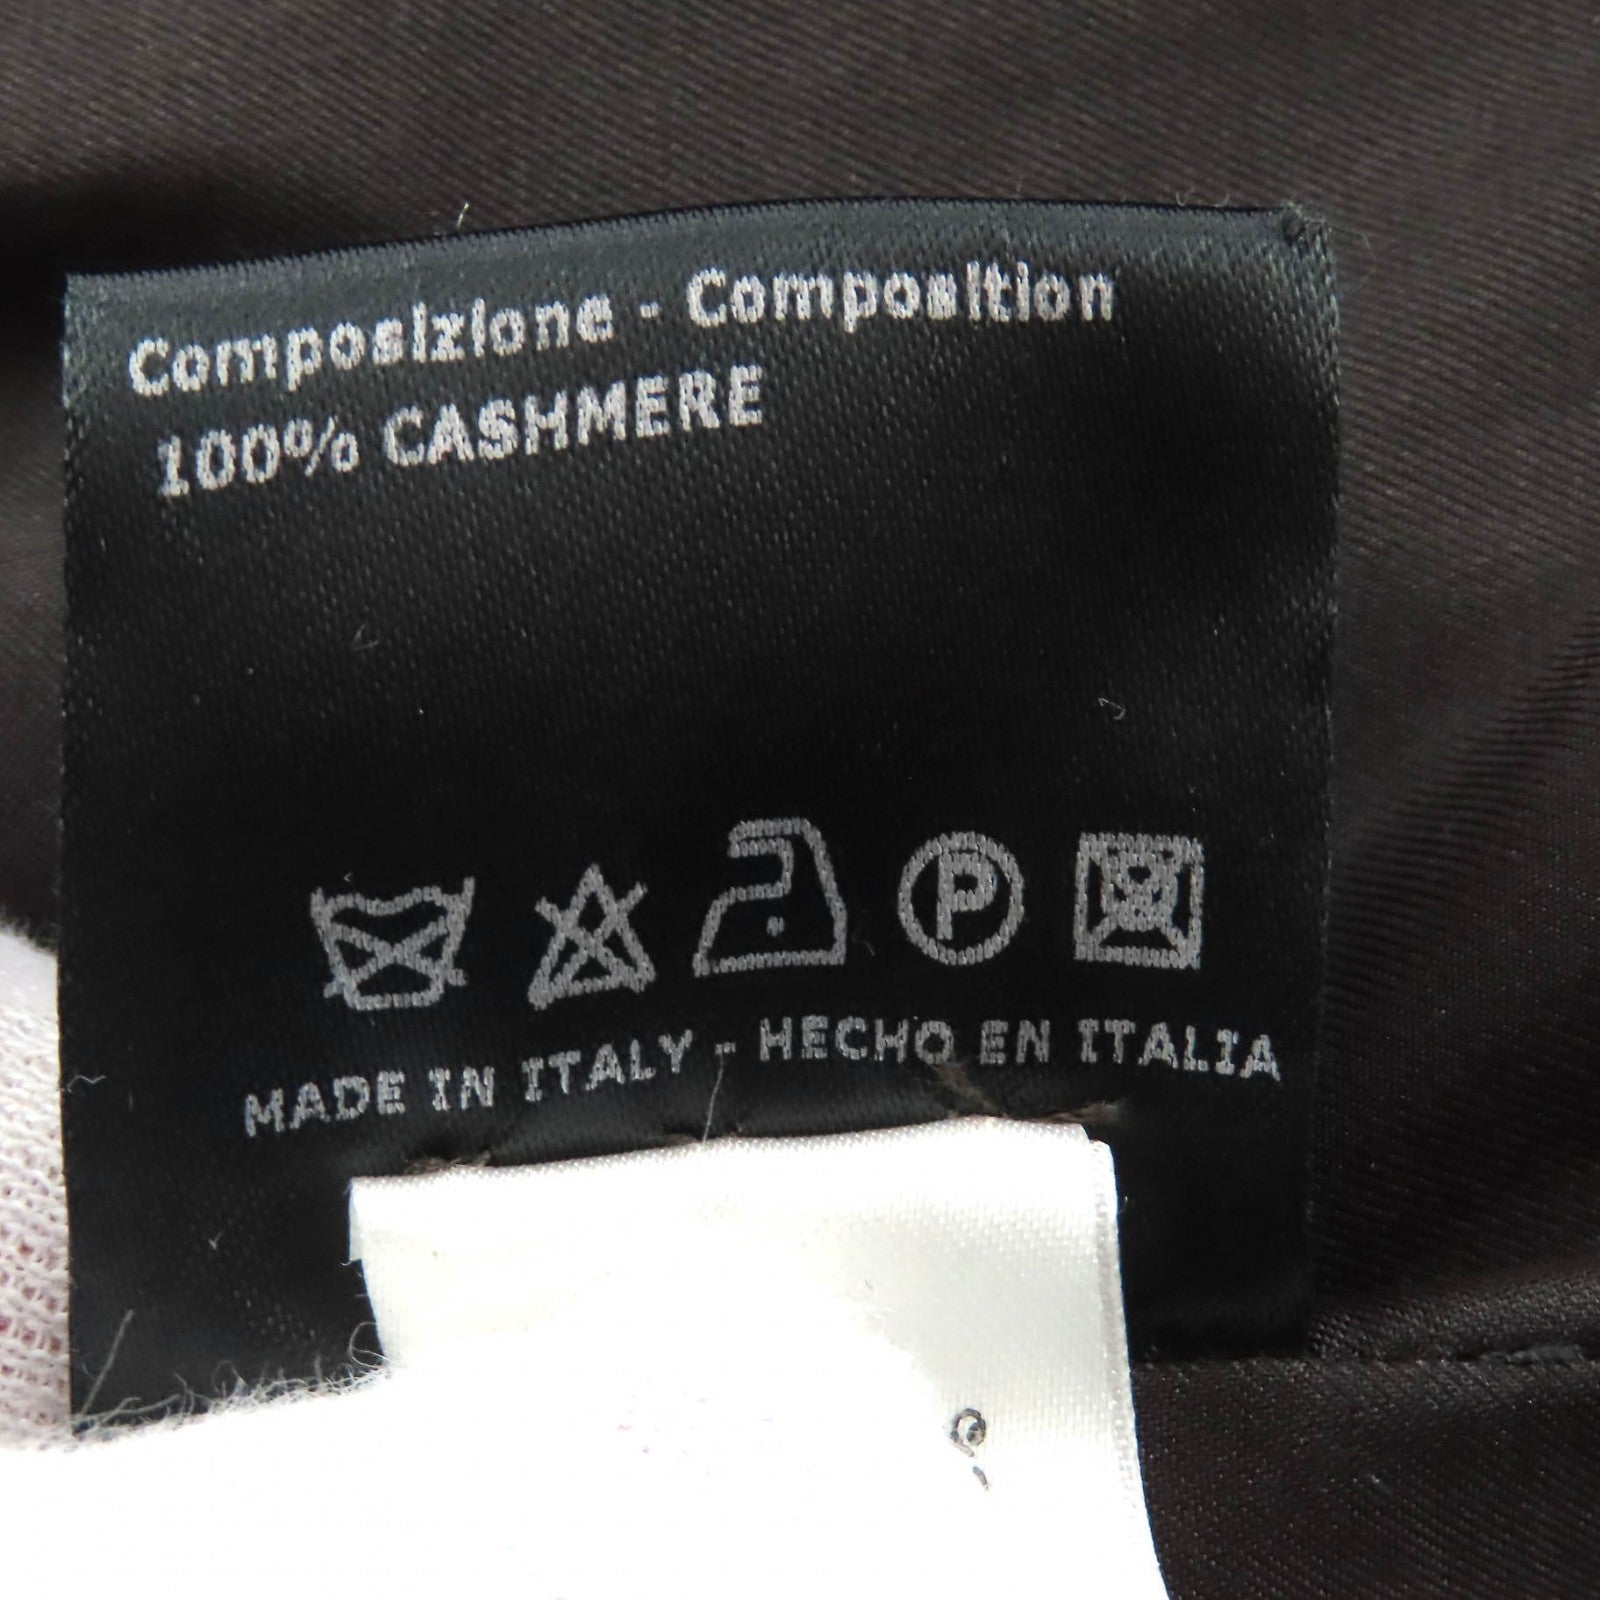 Composizione - Composition
100% CASHMERE
P
MADE IN ITALY - HECHO EN ITALIA